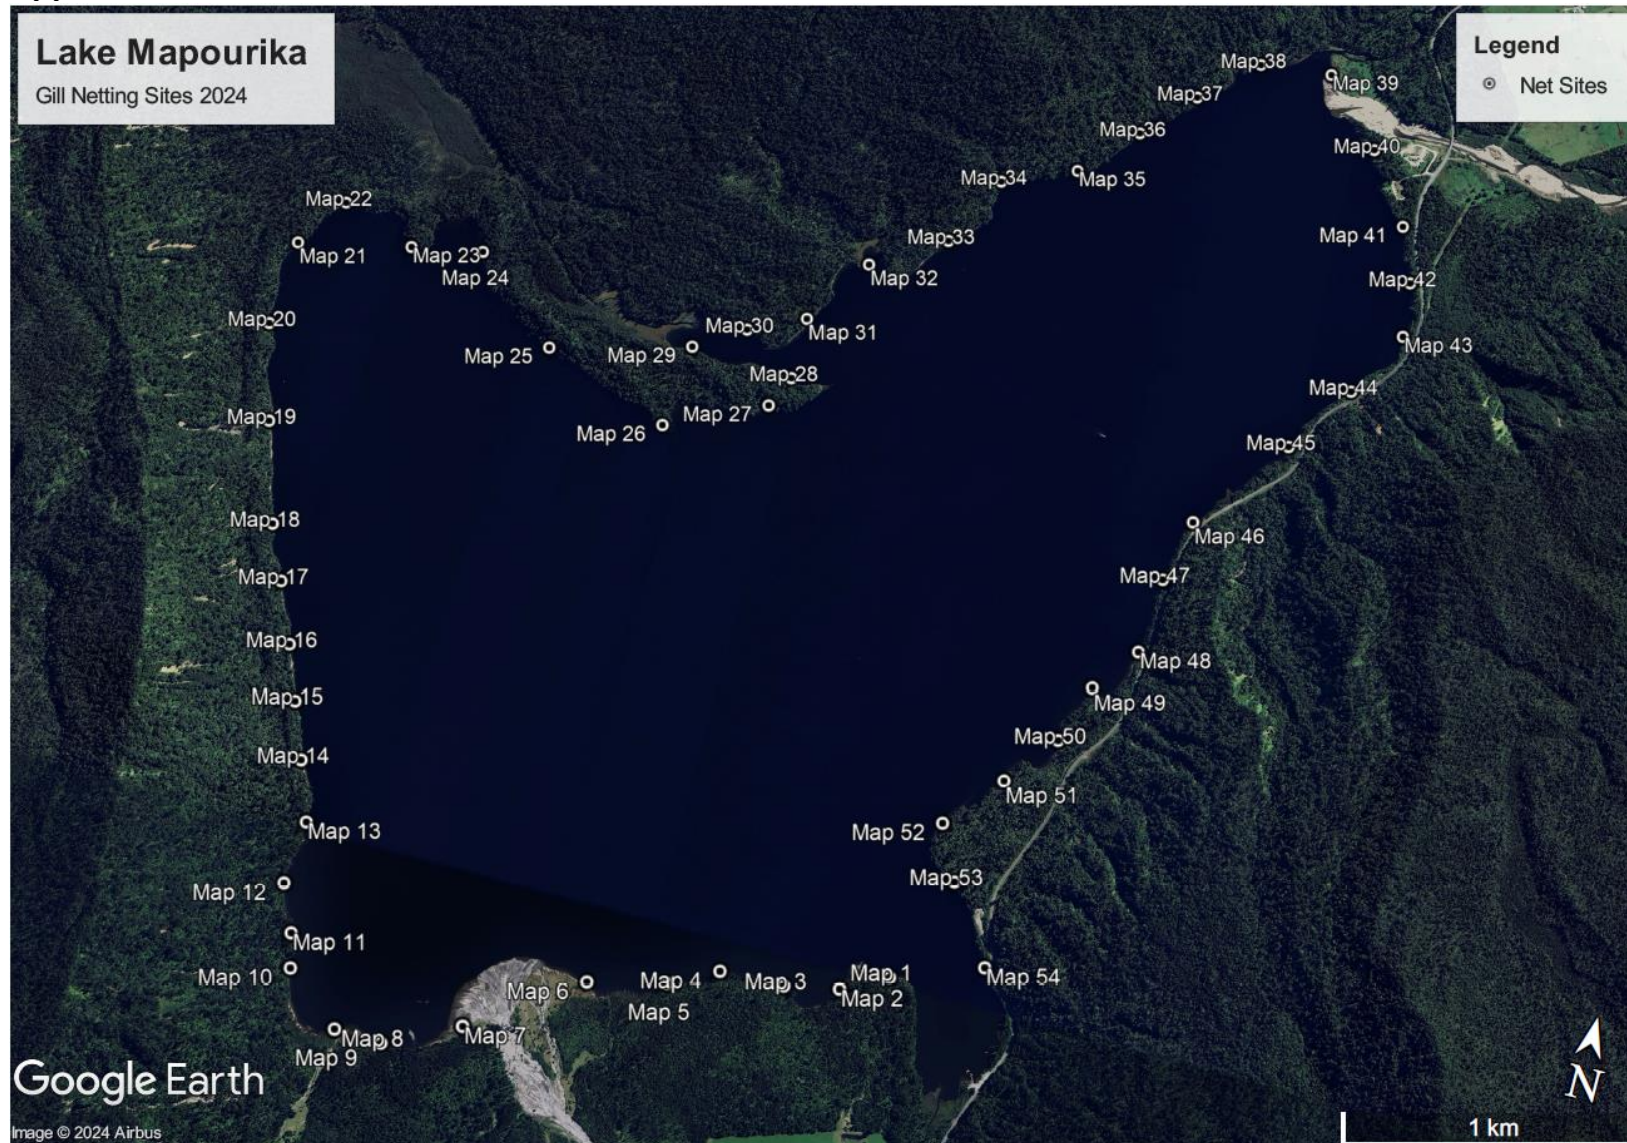 Lake Mapourika
Gill Netting Sites 2024
Legend
Net Sites
Map 38
Map 39
Map 37
Map 36
Map 40
Map 34
Map 35
Map 22
Map 41
Map 33
Map 21
Map 23
Map 24
Map 32
Map 42
Map 20
Map 30
Map 31
Map 25
Map 29
Map 43
Map 28
Map 44
Map 19
Map 27
Map 26
Map 45
Map 18
Map 46
Map 17
Map 47
Map 16
Map 48
Map 15
Map 49
Map 50
Map 14
Map 51
Map 13
Map 52
Map 12
Map 53
Map 11
Map 10
Map 1
Map 54
Map 4
Map 3
Map 6
Map 2
Map 5
Map 7
Map 8
Map 9
Google Earth
Image © 2024 Airbus
N
1 km